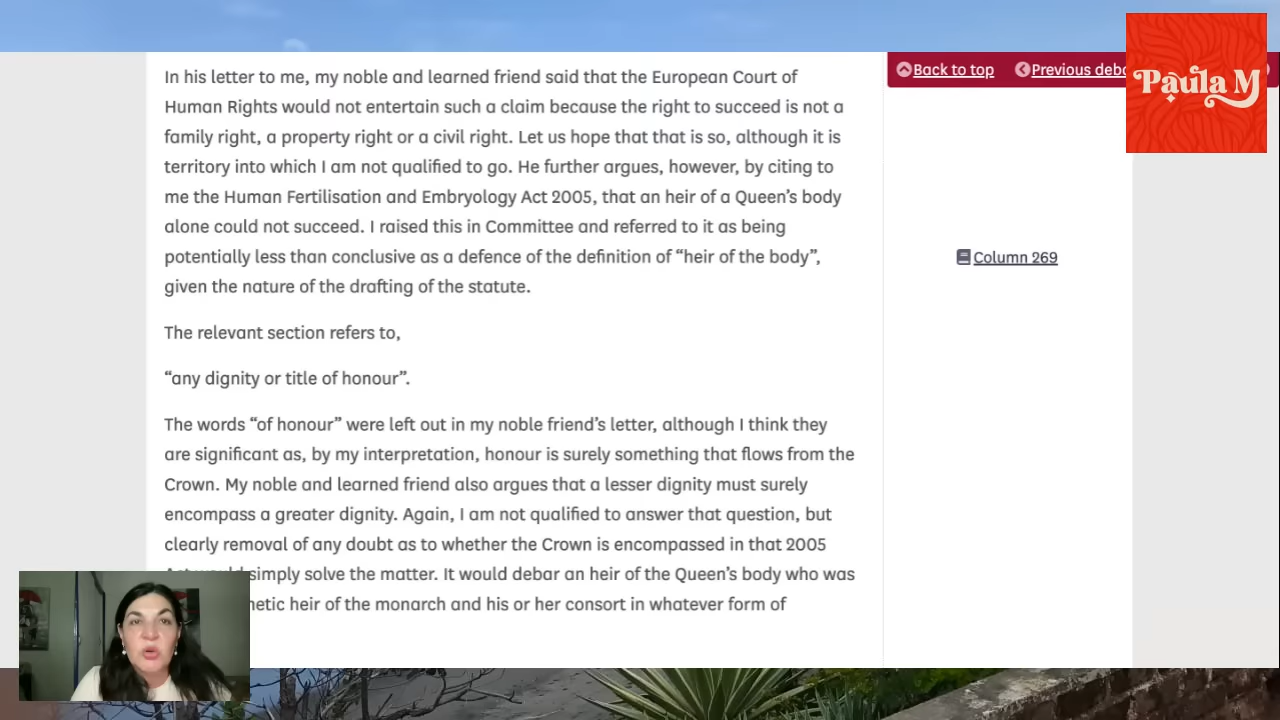 In his letter to me, my noble and learned friend said that the European Court of
Human Rights would not entertain such a claim because the right to succeed is not a
family right, a property right or a civil right. Let us hope that that is so, although it is
territory into which I am not qualified to go. He further argues, however, by citing to
me the Human Fertilisation and Embryology Act 2005, that an heir of a Queen’s body
alone could not succeed. I raised this in Committee and referred to it as being
potentially less than conclusive as a defence of the definition of “heir of the body”,
given the nature of the drafting of the statute.
The relevant section refers to,
“any dignity or title of honour”.
The words “of honour” were left out in my noble friend’s letter, although I think they
are significant as, by my interpretation, honour is surely something that flows from the
Crown. My noble and learned friend also argues that a lesser dignity must surely
encompass a greater dignity. Again, I am not qualified to answer that question, but
clearly removal of any doubt as to whether the Crown is encompassed in that 2005
simply solve the matter. It would debar an heir of the Queen’s body who was
heir of the monarch and his or her consort in whatever form of
Back to top
Previous
Paula M
Column 269